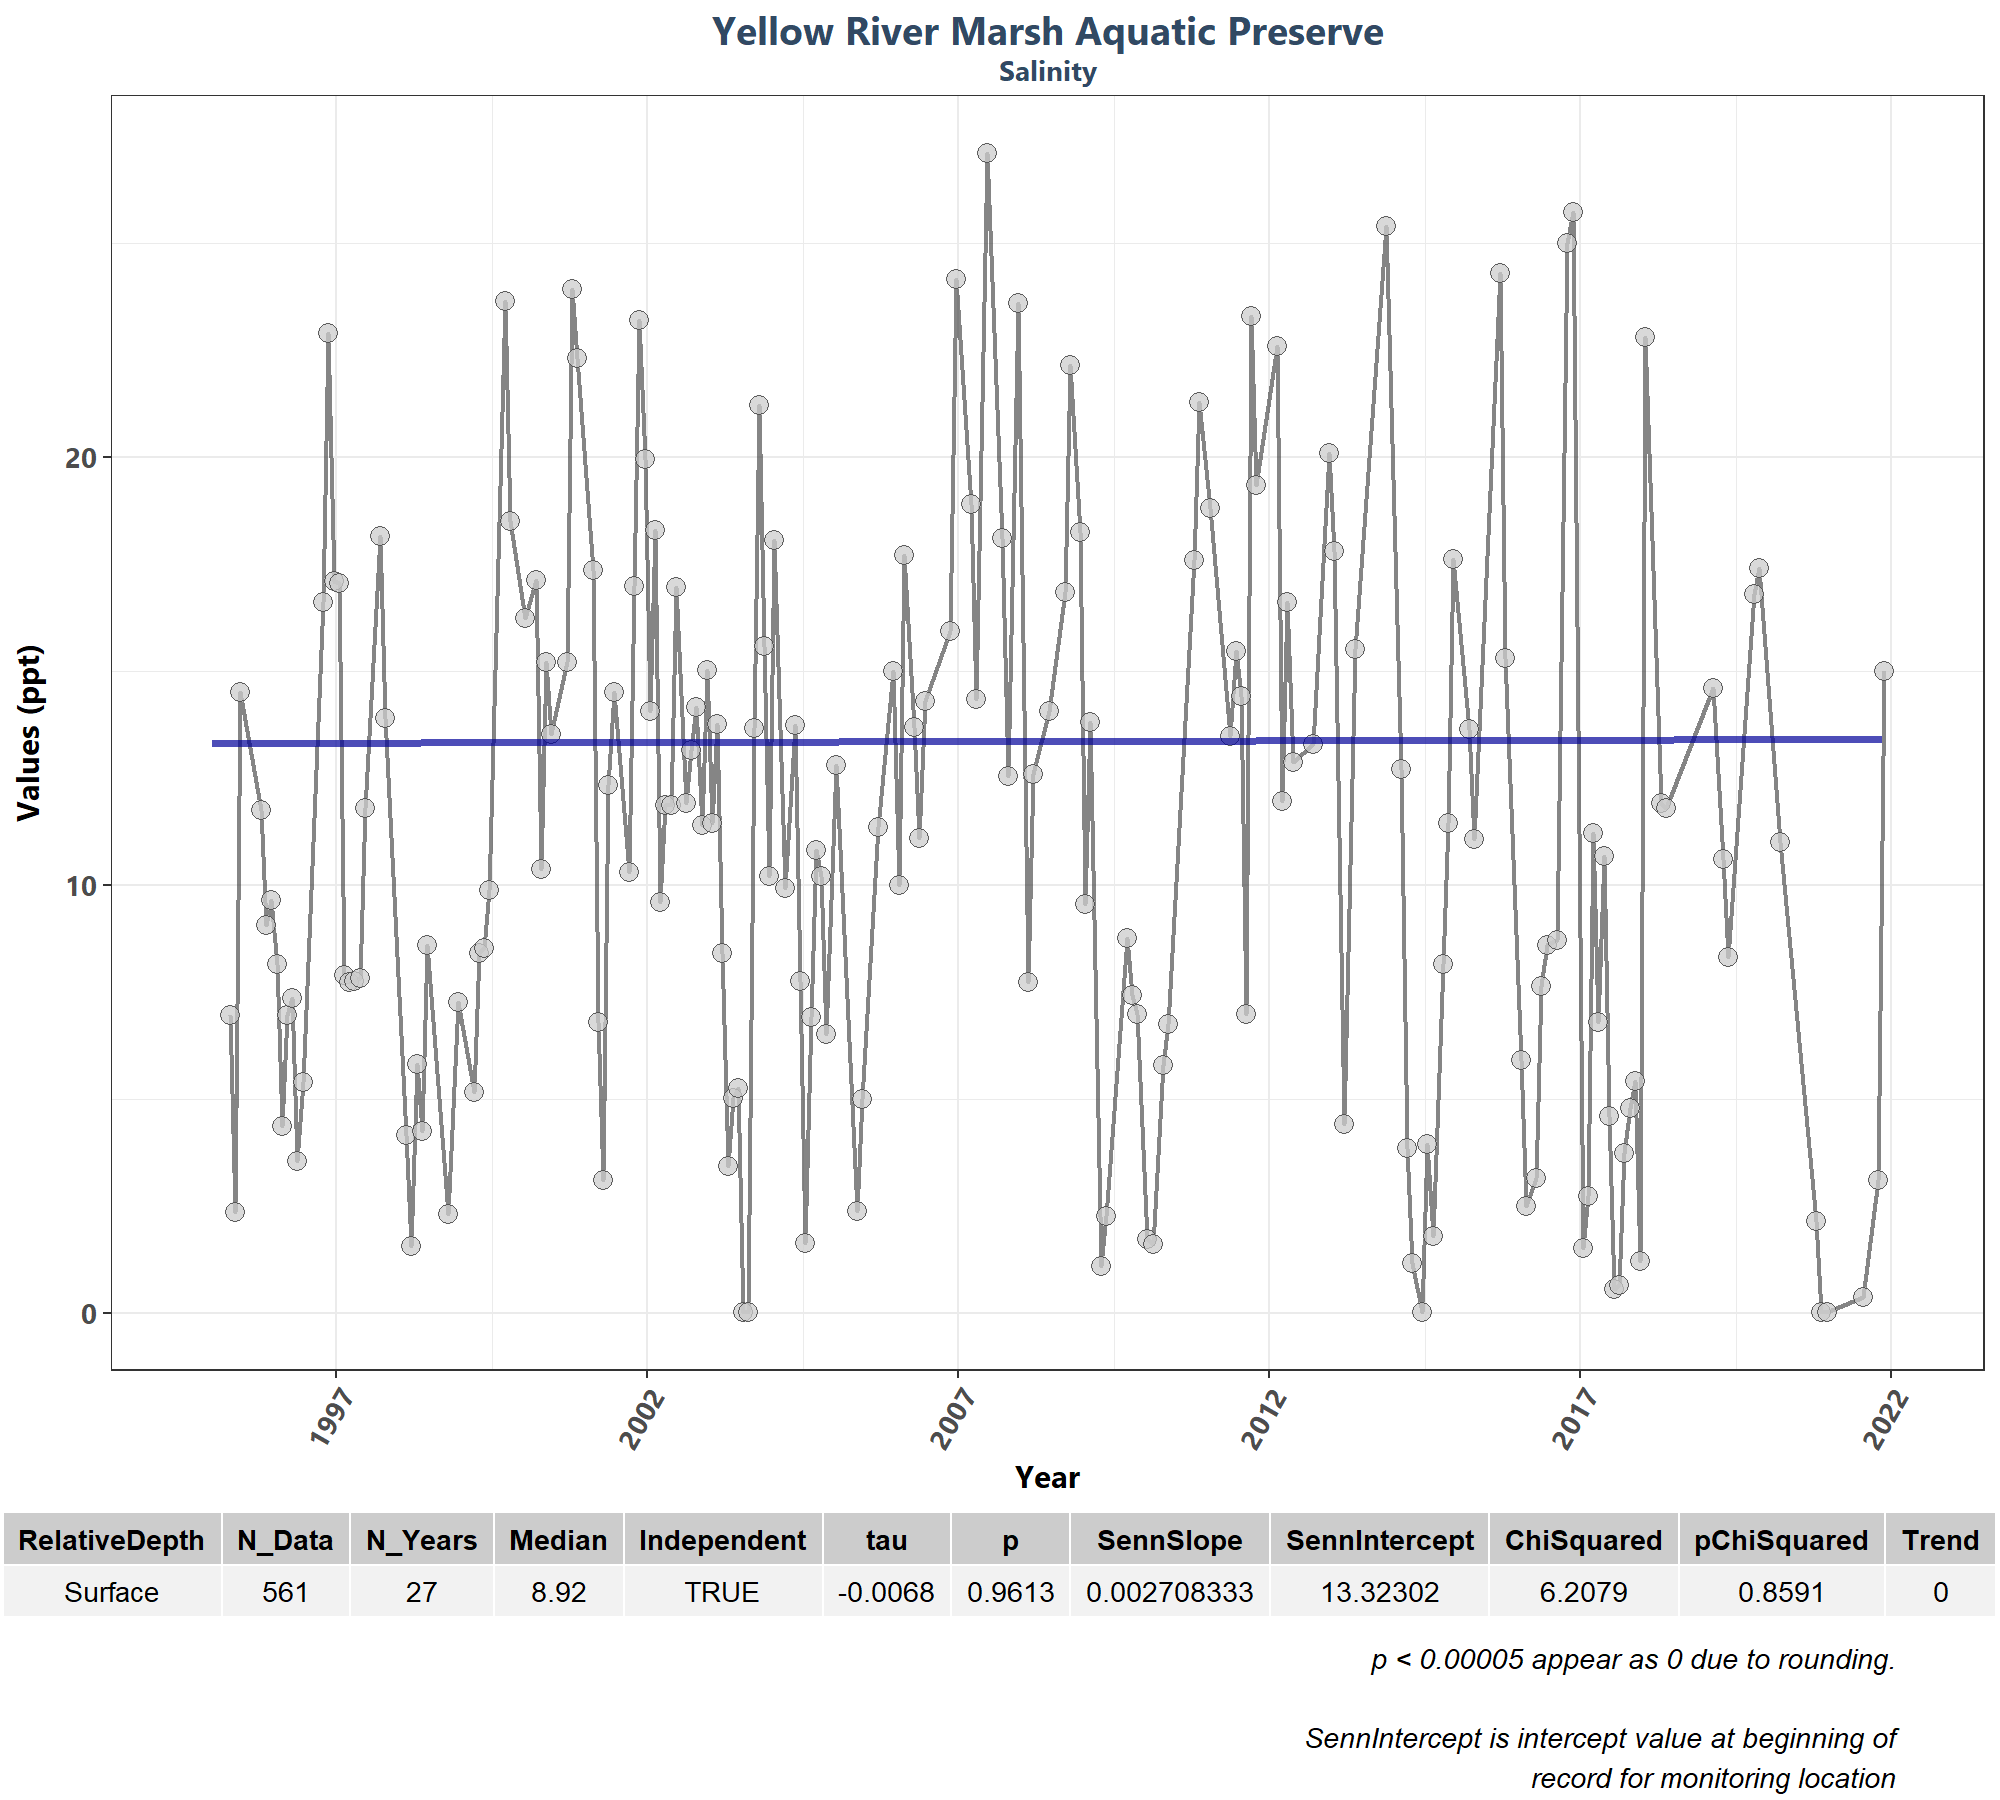 Yellow River Marsh Aquatic Preserve
Salinity
Values (ppt)
20
10
0
1997 2002 2007 2012 2017 2022
Year
RelativeDepth N_Data N_Years Median Independent tau p SennSlope SennIntercept ChiSquared pChiSquared Trend
Surface 561 27 8.92 TRUE -0.0068 0.9613 0.002708333 13.32302 6.2079 0.8591 0
p < 0.00005 appear as 0 due to rounding.
SennIntercept is intercept value at beginning of
record for monitoring location